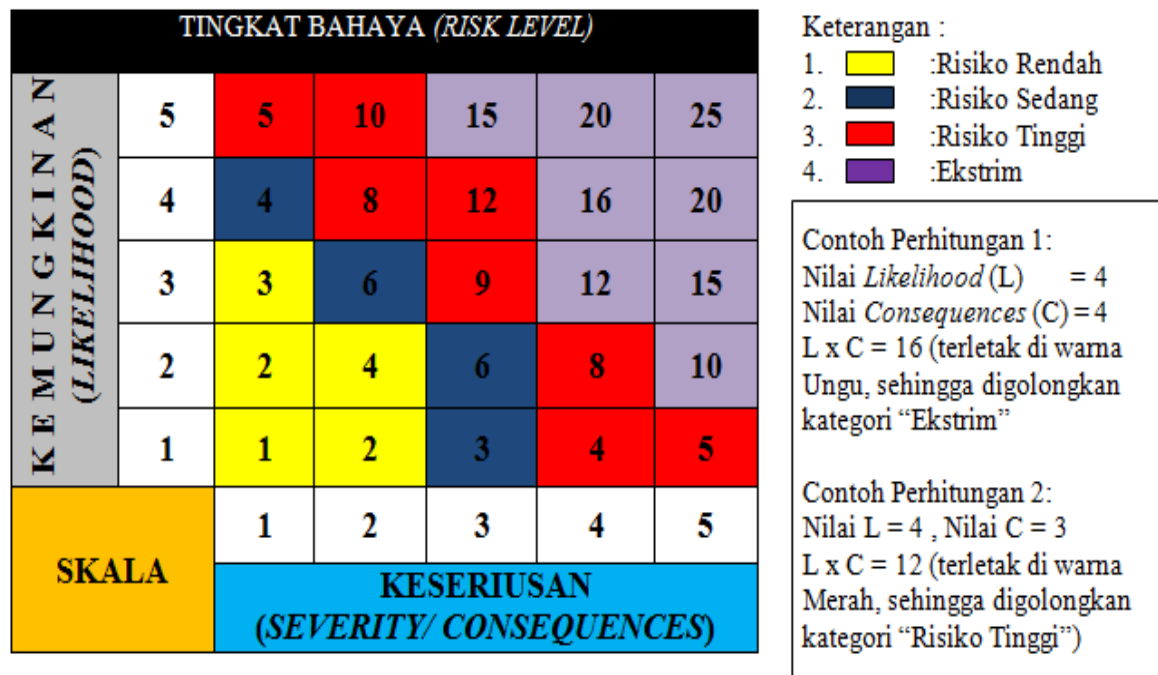 TINGKAT BAHAYA (RISK LEVEL)
KEMUNGKINAN
(LIKELIHOOD)
5 5 10 15 20 25
4 4 8 12 16 20
3 3 6 9 12 15
2 2 4 6 8 10
1 1 2 3 4 5
SKALA
1 2 3 4 5
KESERIUSAN
(SEVERITY/ CONSEQUENCES)
Keterangan :
1. :Risiko Rendah
2. :Risiko Sedang
3. :Risiko Tinggi
4. :Ekstrim
Contoh Perhitungan 1:
Nilai Likelihood (L) = 4
Nilai Consequences (C) = 4
L x C = 16 (terletak di warna
Ungu, sehingga digolongkan
kategori “Ekstrim”
Contoh Perhitungan 2:
Nilai L = 4 , Nilai C = 3
L x C = 12 (terletak di warna
Merah, sehingga digolongkan
kategori “Risiko Tinggi”)